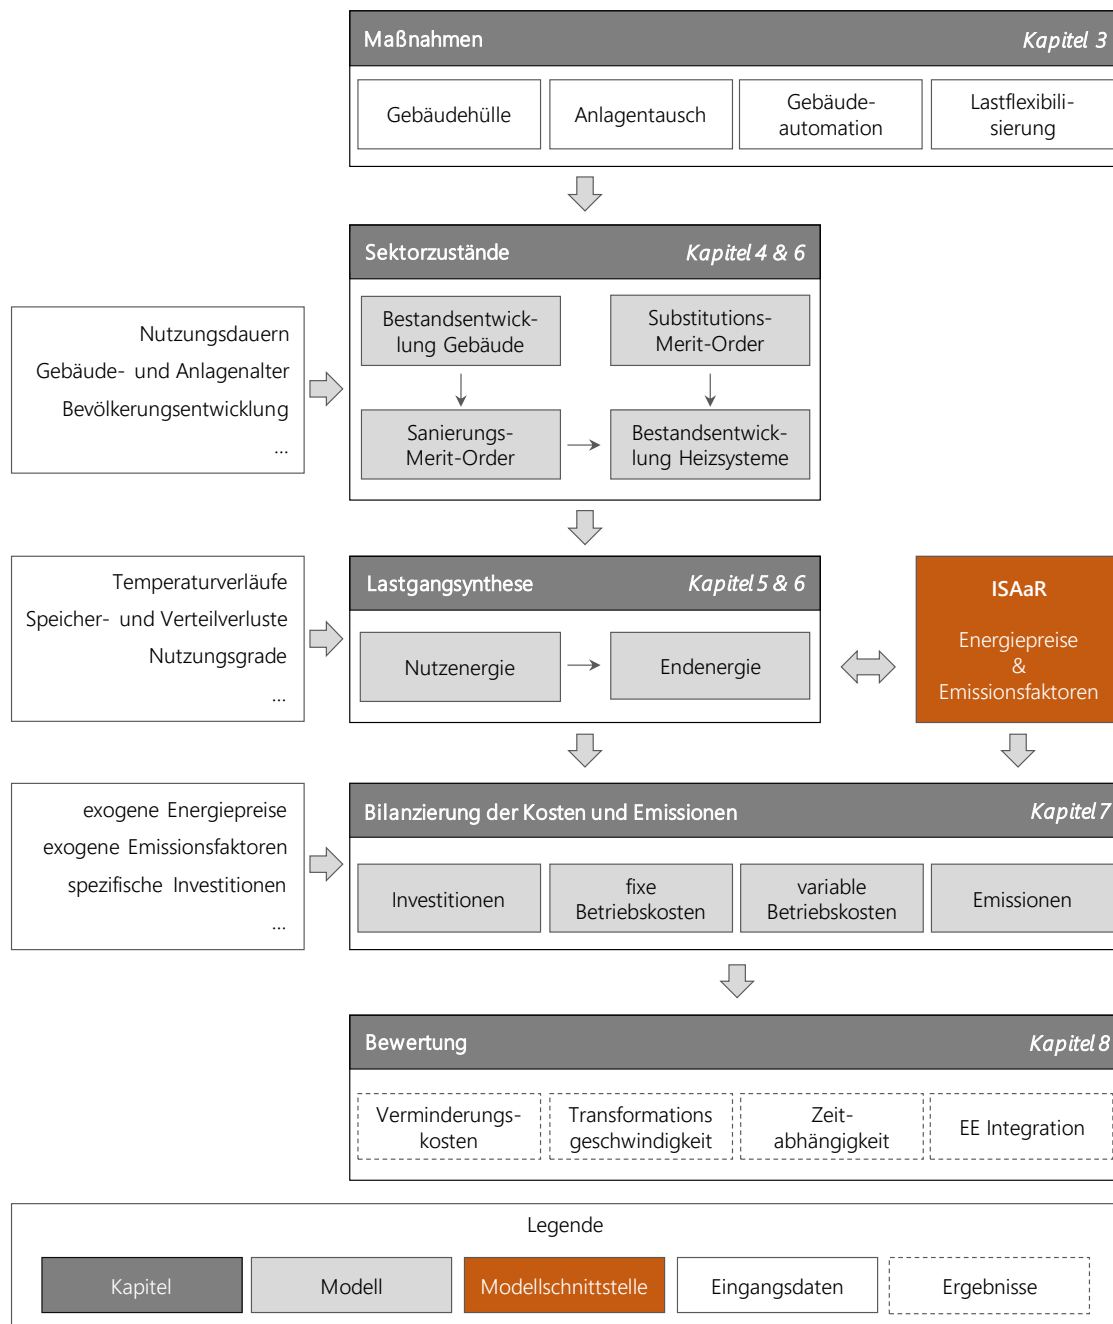 Maßnahmen Kapitel 3
Gebäudehülle
Anlagentausch
Gebäude-
automation
Lastflexibili-
sierung
Sektorzustände Kapitel 4 & 6
Nutzungsdauern
Gebäude- und Anlagenalter
Bevölkerungsentwicklung
...
Bestandsentwick-
lung Gebäude
Substitutions-
Merit-Order
Sanierungs-
Merit-Order
Bestandsentwick-
lung Heizsysteme
Temperaturverläufe
Speicher- und Verteilverluste
Nutzungsgrade
...
Lastgangsynthese Kapitel 5 & 6
Nutzenergie
Endenergie
ISAaR
Energiepreise
&
Emissionsfaktoren
exogene Energiepreise
exogene Emissionsfaktoren
spezifische Investitionen
...
Bilanzierung der Kosten und Emissionen Kapitel 7
Investitionen
fixe
Betriebskosten
variable
Betriebskosten
Emissionen
Bewertung Kapitel 8
Verminderungs-
kosten
Transformations
geschwindigkeit
Zeit-
abhängigkeit
EE Integration
Legende
Kapitel
Modell
Modellschnittstelle
Eingangsdaten
Ergebnisse